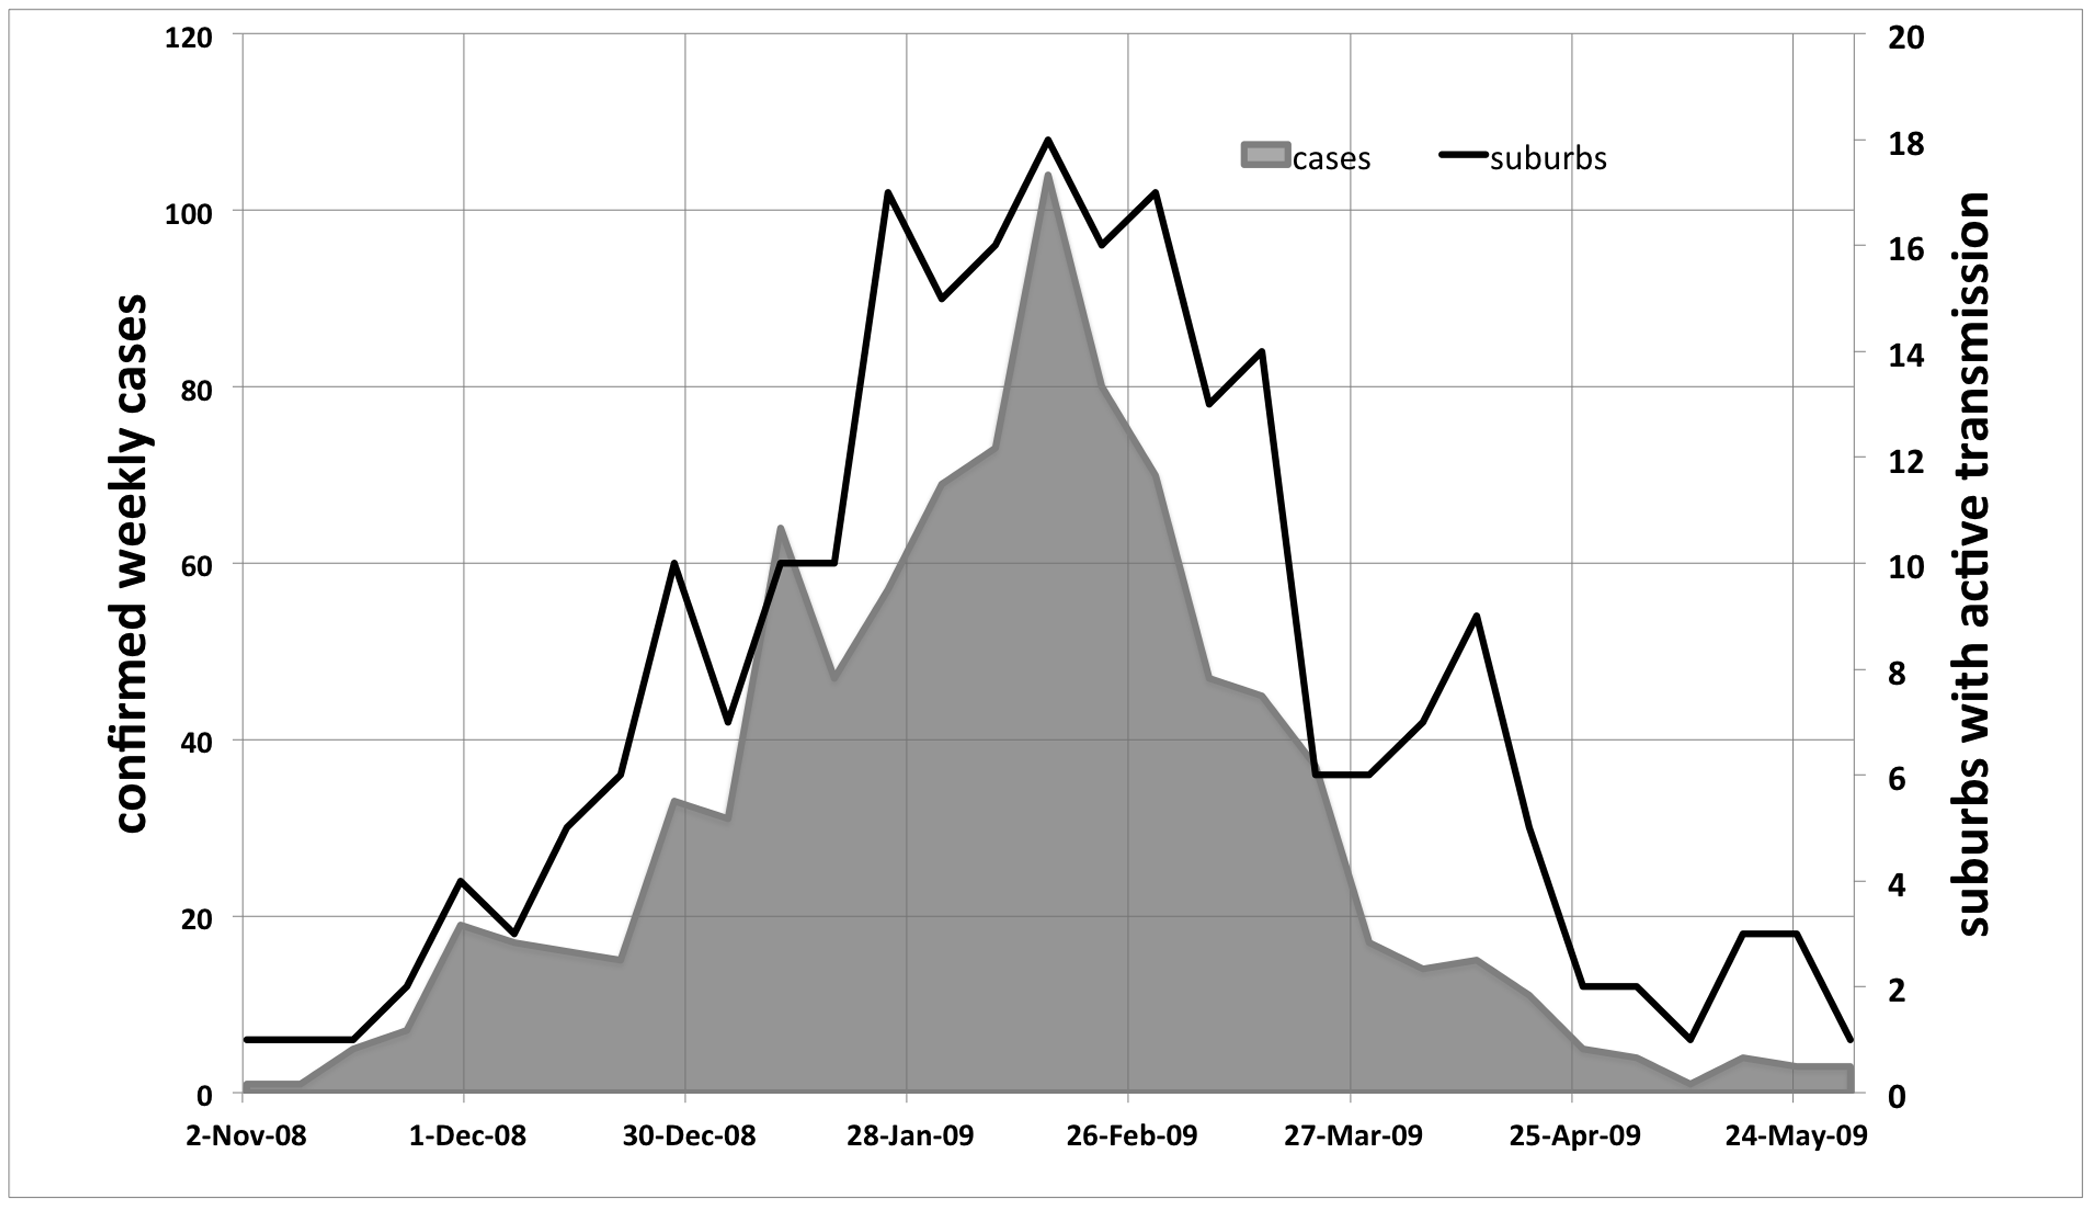 confirmed weekly cases
120
100
80
60
40
20
0
cases
suburbs
20
18
16
14
12
10
8
6
4
2
0
suburbs with active transmission
2-Nov-08
1-Dec-08
30-Dec-08
28-Jan-09
26-Feb-09
27-Mar-09
25-Apr-09
24-May-09